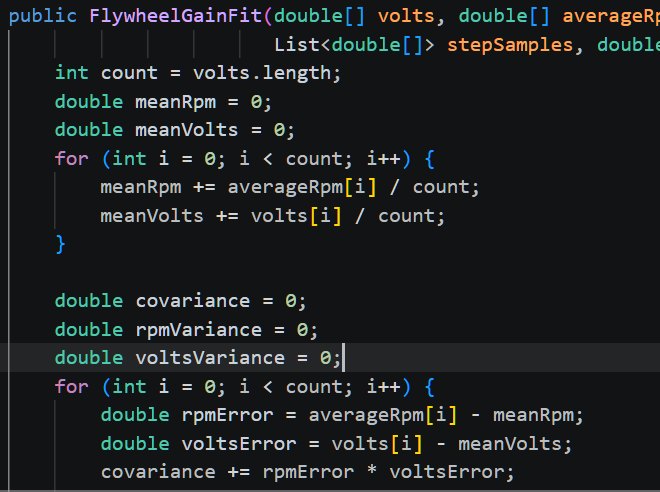 public FlywheelGainFit(double[] volts, double[] averageRp
List<double[]> stepSamples, double
int count = volts.length;
double meanRpm = 0;
double meanVolts = 0;
for (int i = 0; i < count; i++) {
meanRpm += averageRpm[i] / count;
meanVolts += volts[i] / count;
}
double covariance = 0;
double rpmVariance = 0;
double voltsVariance = 0;
for (int i = 0; i < count; i++) {
double rpmError = averageRpm[i] - meanRpm;
double voltsError = volts[i] - meanVolts;
covariance += rpmError * voltsError;